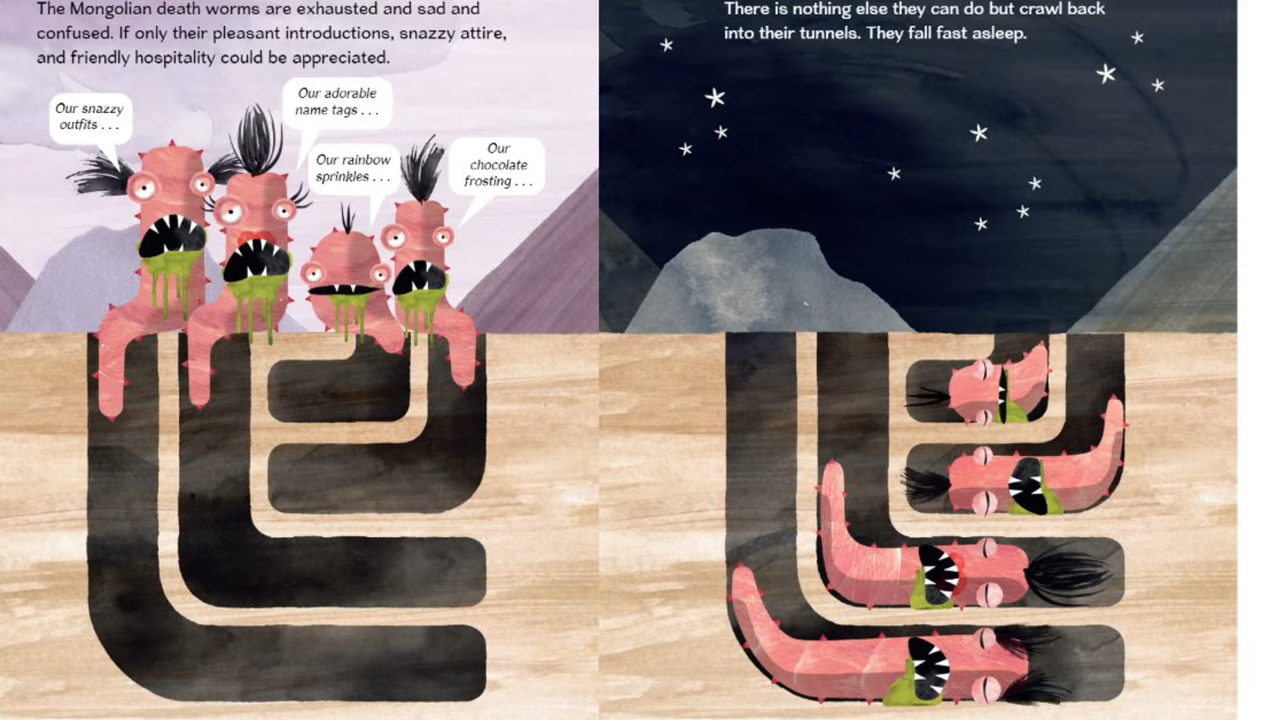 The Mongolian death worms are exhausted and sad and
confused. If only their pleasant introductions, snazzy attire,
and friendly hospitality could be appreciated.
Our snazzy
outfits . . .
Our adorable
name tags . . .
Our rainbow
sprinkles . . .
Our
chocolate
frosting . . .
There is nothing else they can do but crawl back
into their tunnels. They fall fast asleep.